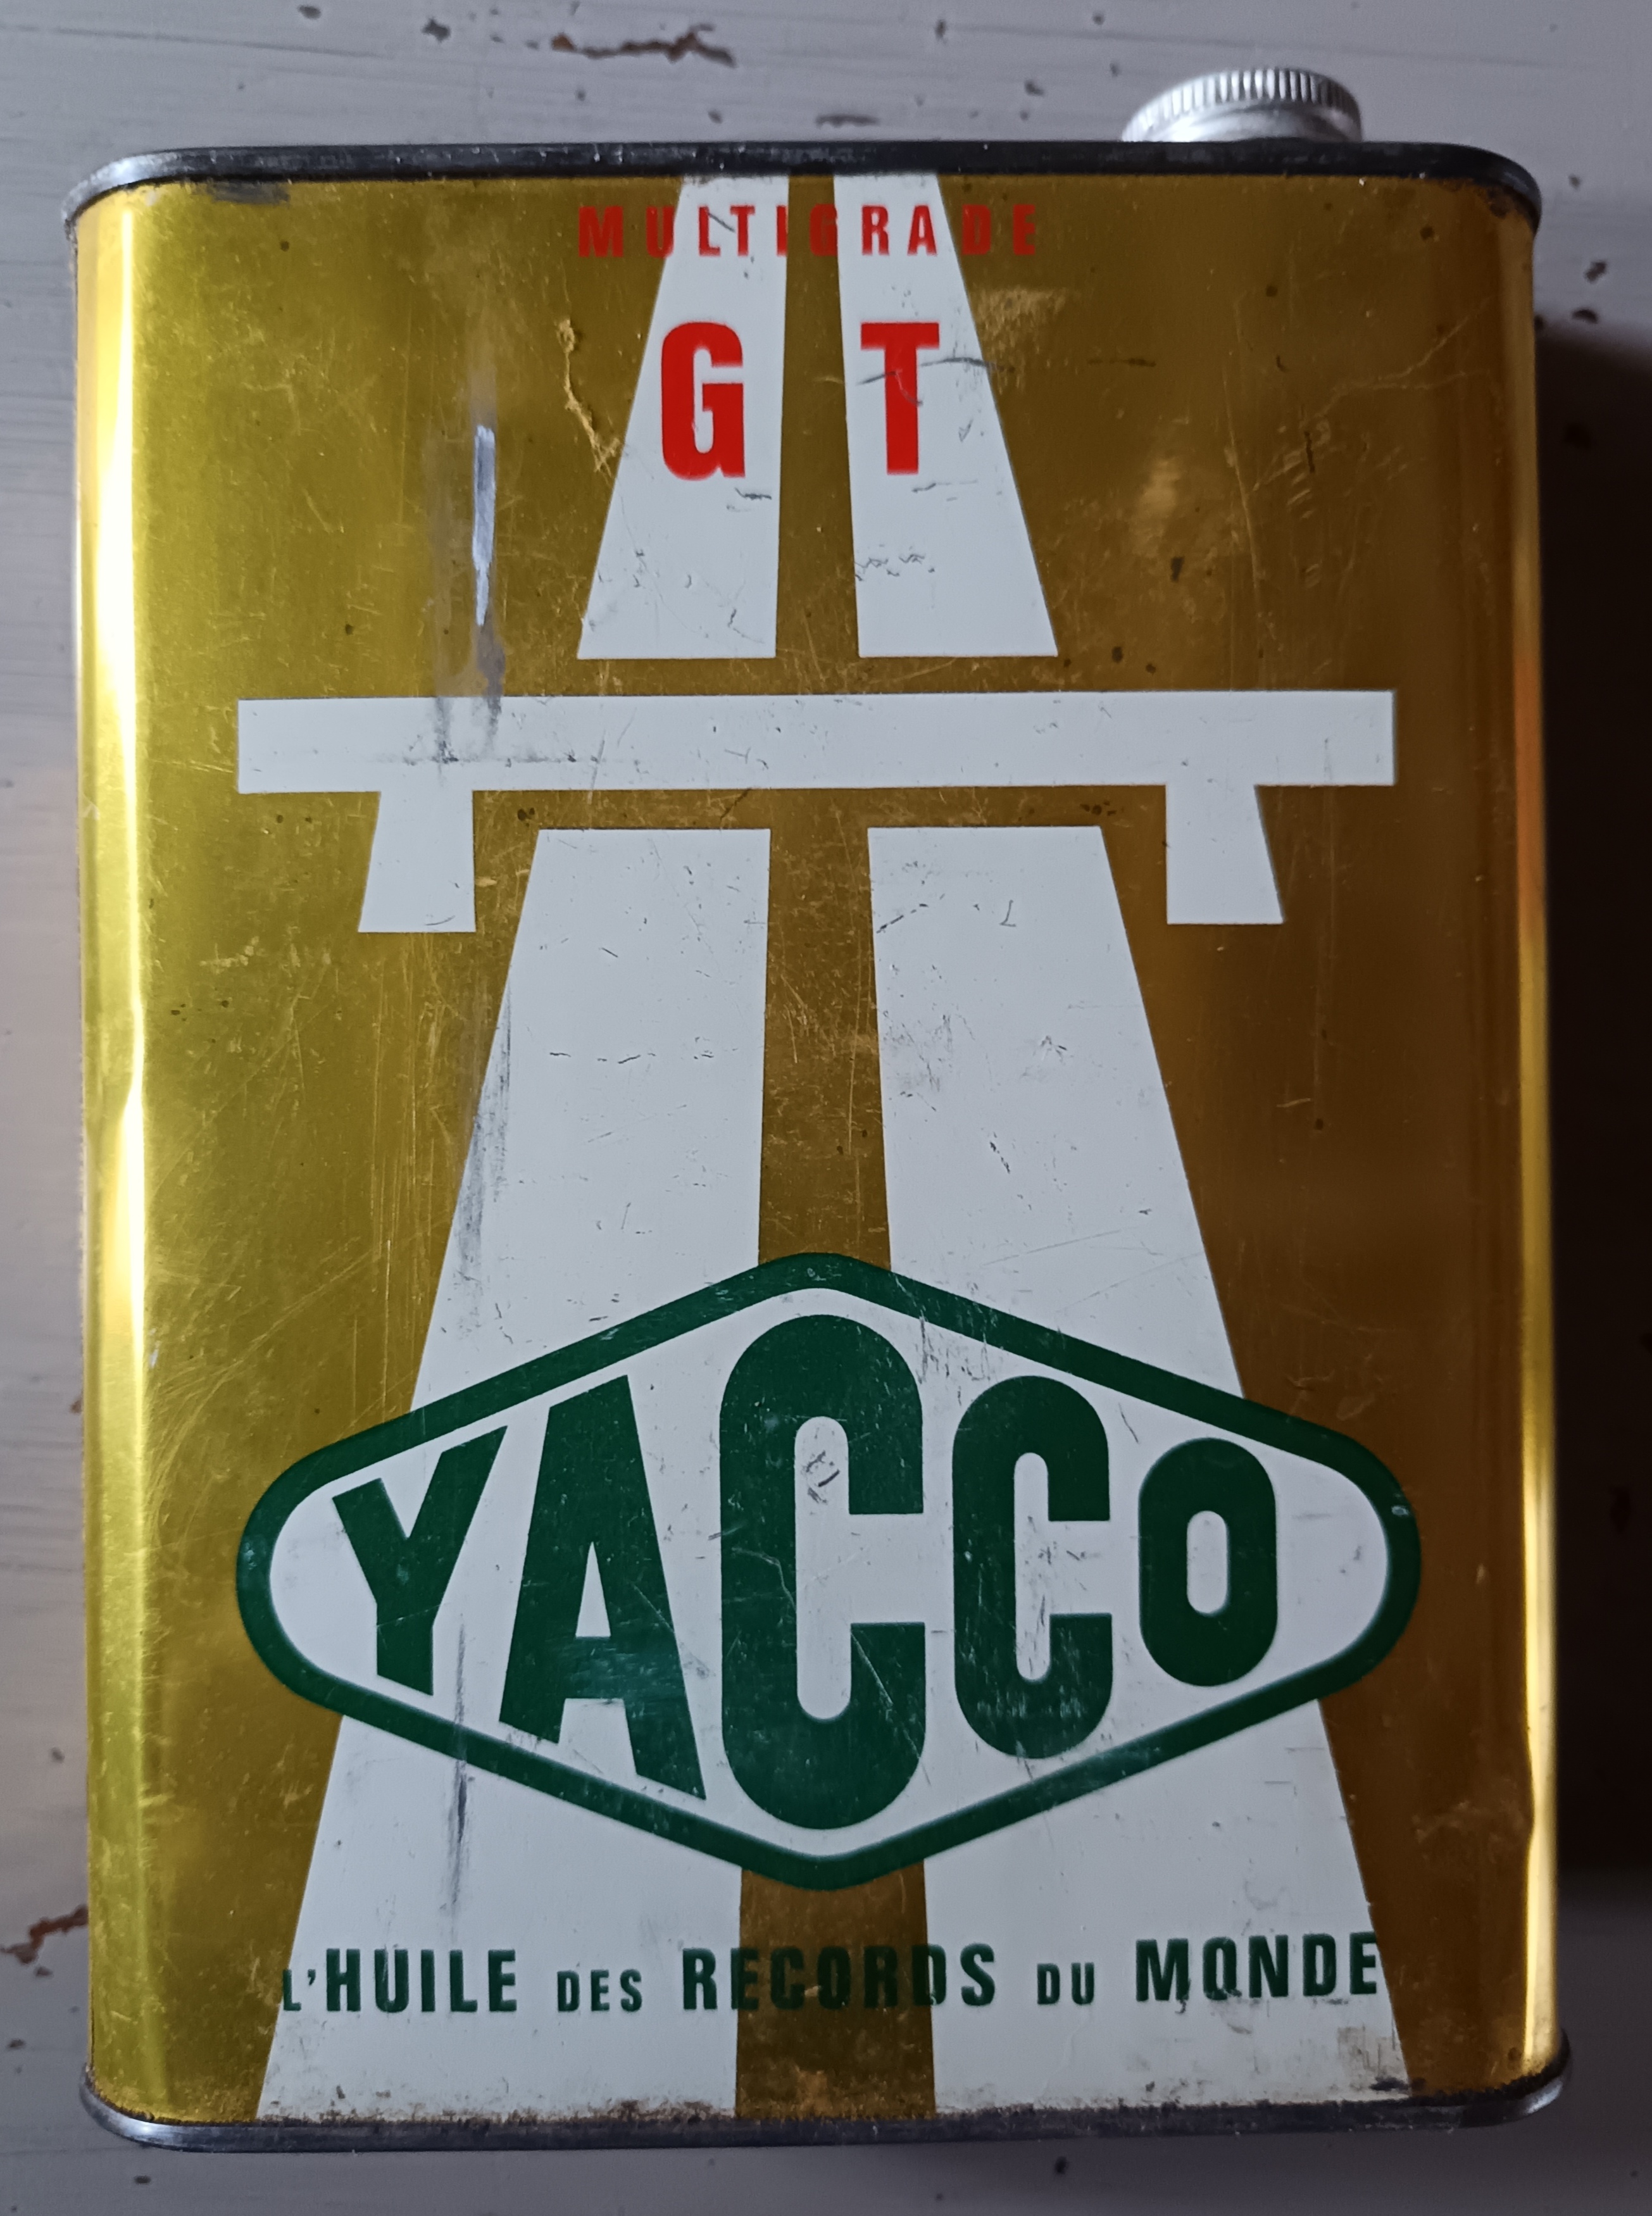 MULTIGRADE
GT
YACCO
L'HUILE DES RECORDS DU MONDE